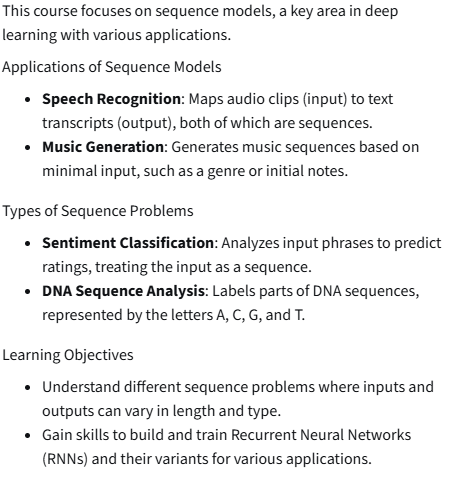 This course focuses on sequence models, a key area in deep
learning with various applications.
Applications of Sequence Models
• Speech Recognition: Maps audio clips (input) to text
transcripts (output), both of which are sequences.
• Music Generation: Generates music sequences based on
minimal input, such as a genre or initial notes.
Types of Sequence Problems
• Sentiment Classification: Analyzes input phrases to predict
ratings, treating the input as a sequence.
• DNA Sequence Analysis: Labels parts of DNA sequences,
represented by the letters A, C, G, and T.
Learning Objectives
• Understand different sequence problems where inputs and
outputs can vary in length and type.
• Gain skills to build and train Recurrent Neural Networks
(RNNs) and their variants for various applications.